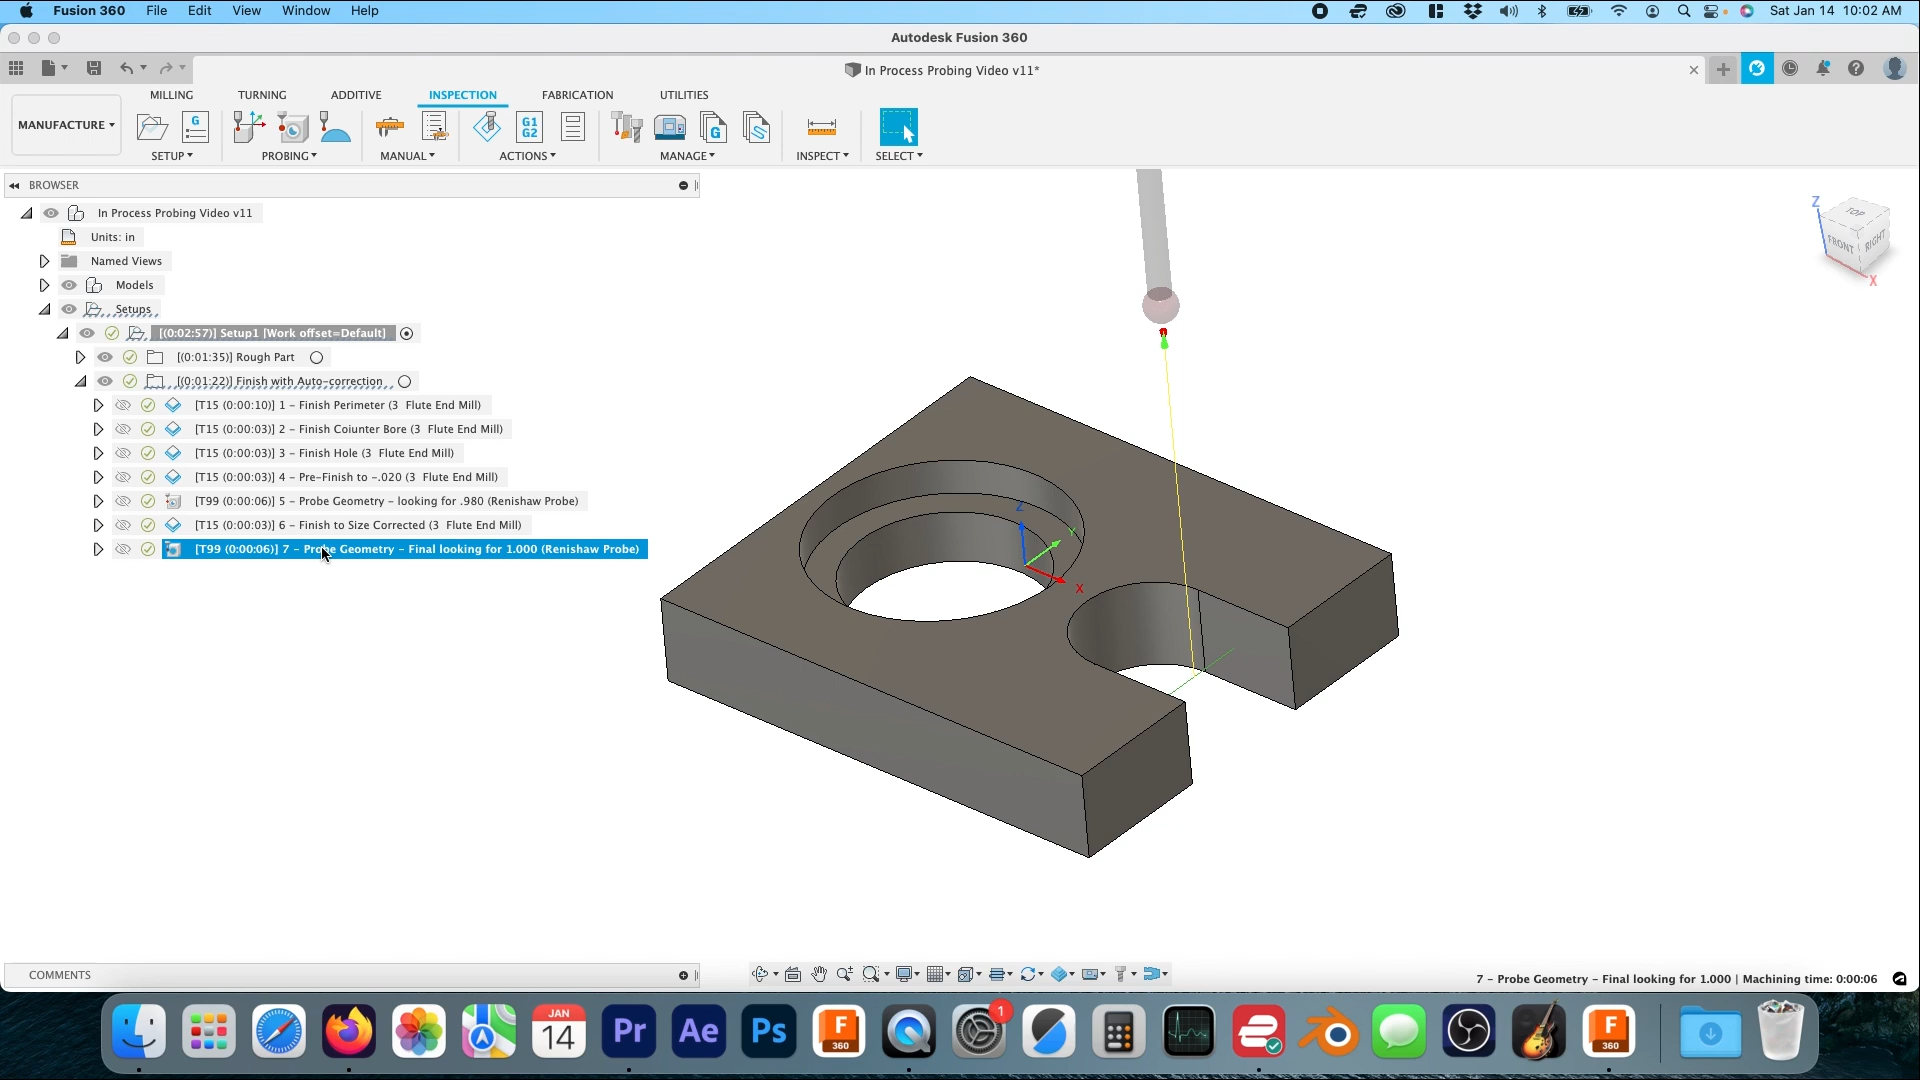 Fusion 360 File Edit View Window Help Sat Jan 14 10:02 AM
Autodesk Fusion 360
In Process Probing Video v11*
MILLING TURNING ADDITIVE INSPECTION FABRICATION UTILITIES
MANUFACTURE
G G1 G2 G
SETUP PROBING MANUAL ACTIONS MANAGE INSPECT SELECT
BROWSER
In Process Probing Video v11
Units: in
Named Views
Models
Setups
[(0:02:57)] Setup1 [Work offset=Default]
[(0:01:35)] Rough Part
[(0:01:22)] Finish with Auto-correction
[T15 (0:00:10)] 1 - Finish Perimeter (3 Flute End Mill)
[T15 (0:00:03)] 2 - Finish Coiunter Bore (3 Flute End Mill)
[T15 (0:00:03)] 3 - Finish Hole (3 Flute End Mill)
[T15 (0:00:03)] 4 - Pre-Finish to -.020 (3 Flute End Mill)
[T99 (0:00:06)] 5 - Probe Geometry - looking for .980 (Renishaw Probe)
[T15 (0:00:03)] 6 - Finish to Size Corrected (3 Flute End Mill)
[T99 (0:00:06)] 7 - Probe Geometry - Final looking for 1.000 (Renishaw Probe)
Z
TOP
FRONT RIGHT
X
Z
Y
X
COMMENTS
7 - Probe Geometry - Final looking for 1.000 | Machining time: 0:00:06
JAN
14
Pr Ae Ps
F
360
1
F
360